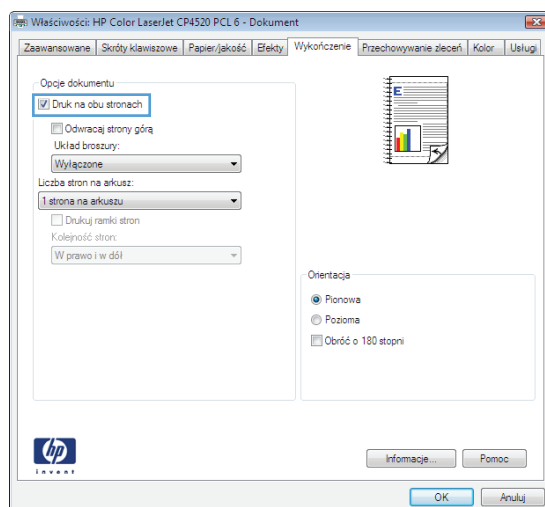 Właściwości: HP Color LaserJet CP4520 PCL 6 - Dokument
Zaawansowane Skróty klawiszowe Papier/jakość Efekty Wykończenie Przechowywanie zleceń Kolor Usługi
Opcje dokumentu
Druk na obu stronach
Odwracaj strony górą
Układ broszury:
Wyłączone
Liczba stron na arkusz:
1 strona na arkuszu
Drukuj ramki stron
Kolejność stron:
W prawo i w dół
E
Orientacja
Pionowa
Pozioma
Obróć o 180 stopni
hp
invent
Informacje...
Pomoc
OK
Anuluj